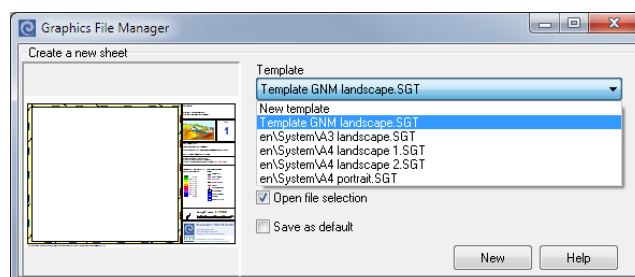 Graphics File Manager
Create a new sheet
Template
Template GNM landscape.SGT
New template
Template GNM landscape.SGT
en\System\A3 landscape.SGT
en\System\A4 landscape 1.SGT
en\System\A4 landscape 2.SGT
en\System\A4 portrait.SGT
Open file selection
Save as default
New
Help
1